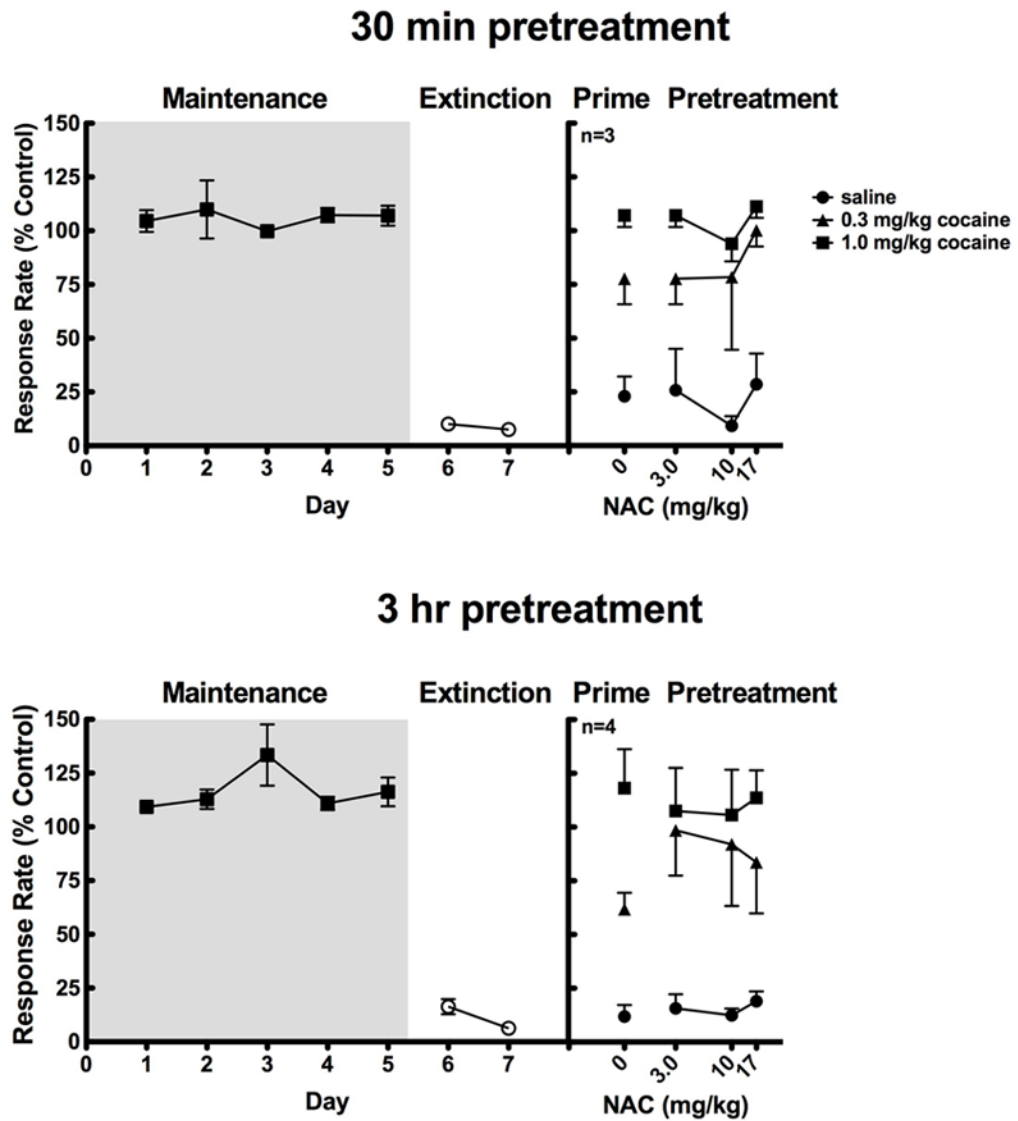 30 min pretreatment
Maintenance Extinction Prime Pretreatment
n=3
150
125
100
75
50
25
0
Response Rate (% Control)
saline
0.3 mg/kg cocaine
1.0 mg/kg cocaine
0 1 2 3 4 5 6 7 0 3.0 10 17
Day NAC (mg/kg)
3 hr pretreatment
Maintenance Extinction Prime Pretreatment
n=4
150
125
100
75
50
25
0
Response Rate (% Control)
0 1 2 3 4 5 6 7 0 3.0 10 17
Day NAC (mg/kg)